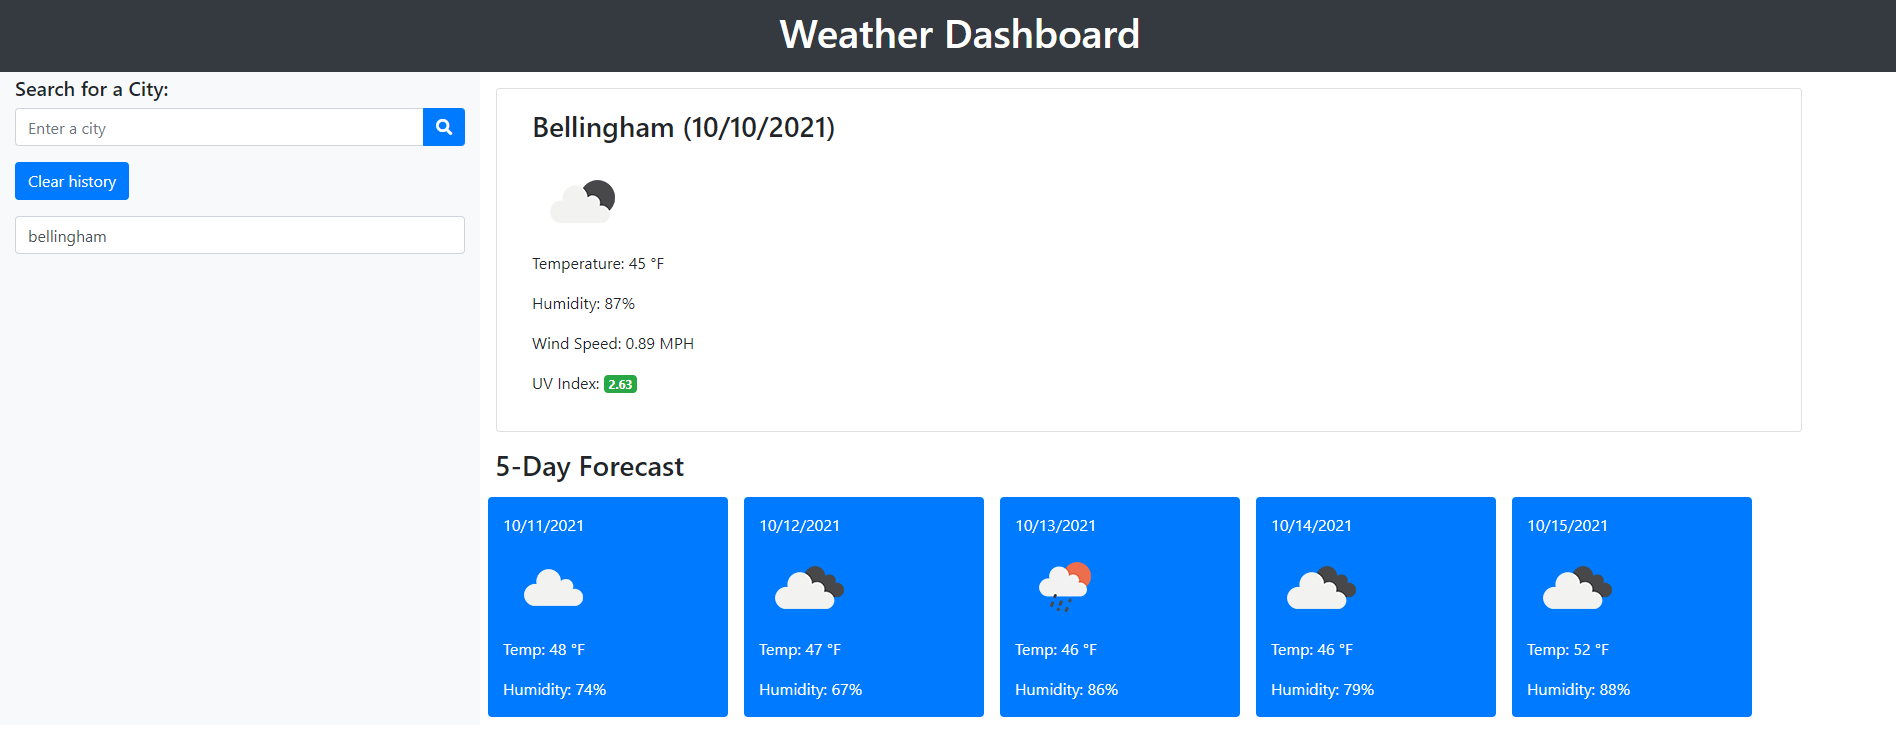 Weather Dashboard
Search for a City:
Enter a city
Clear history
bellingham
Bellingham (10/10/2021)
Temperature: 45 °F
Humidity: 87%
Wind Speed: 0.89 MPH
UV Index: 2.63
5-Day Forecast
10/11/2021
Temp: 48 °F
Humidity: 74%
10/12/2021
Temp: 47 °F
Humidity: 67%
10/13/2021
Temp: 46 °F
Humidity: 86%
10/14/2021
Temp: 46 °F
Humidity: 79%
10/15/2021
Temp: 52 °F
Humidity: 88%